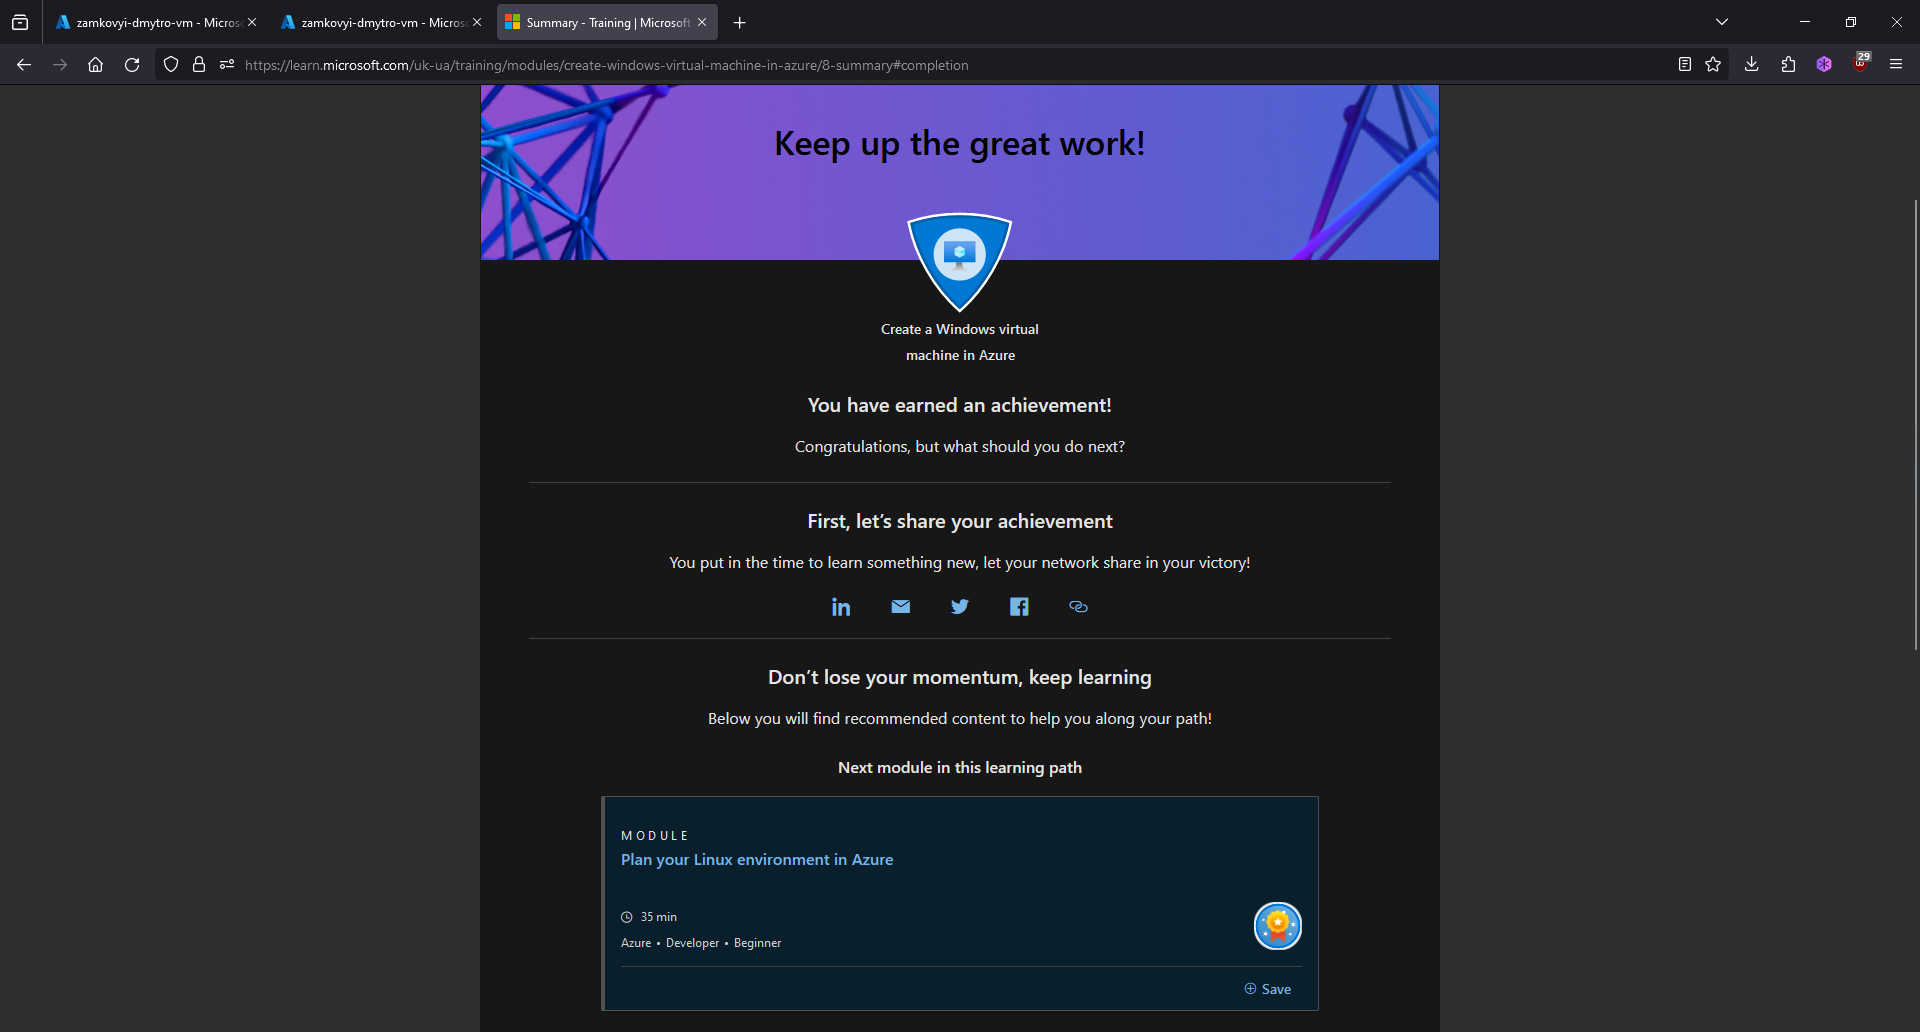 zamkovyi-dmytro-vm - Micros
zamkovyi-dmytro-vm - Micros
Summary - Training | Microsoft
https://learn.microsoft.com/uk-ua/training/modules/create-windows-virtual-machine-in-azure/8-summary#completion
29
Keep up the great work!
Create a Windows virtual
machine in Azure
You have earned an achievement!
Congratulations, but what should you do next?
First, let’s share your achievement
You put in the time to learn something new, let your network share in your victory!
Don’t lose your momentum, keep learning
Below you will find recommended content to help you along your path!
Next module in this learning path
MODULE
Plan your Linux environment in Azure
35 min
Azure • Developer • Beginner
Save